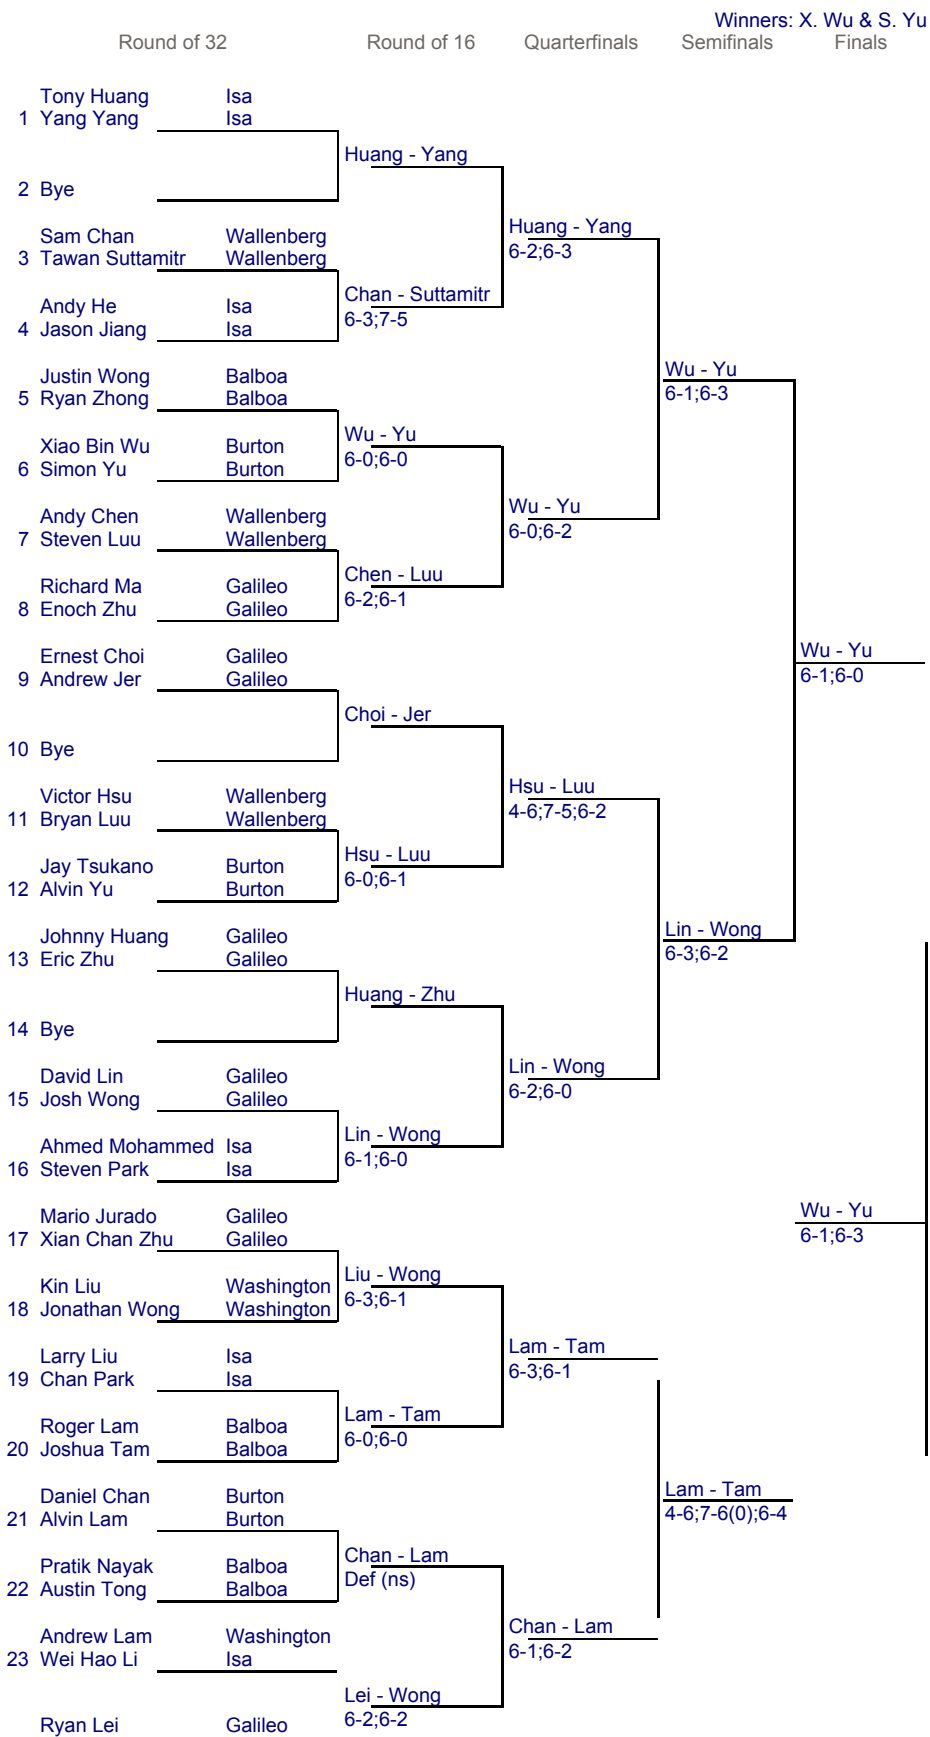 Winners: X. Wu & S. Yu
Round of 32 Round of 16 Quarterfinals Semifinals Finals
Tony Huang Isa
1 Yang Yang Isa
Huang - Yang
2 Bye
Huang - Yang
Sam Chan Wallenberg
6-2;6-3
3 Tawan Suttamitr Wallenberg
Chan - Suttamitr
Andy He Isa
6-3;7-5
4 Jason Jiang Isa
Wu - Yu
Justin Wong Balboa
6-1;6-3
5 Ryan Zhong Balboa
Wu - Yu
Xiao Bin Wu Burton
6-0;6-0
6 Simon Yu Burton
Wu - Yu
Andy Chen Wallenberg
6-0;6-2
7 Steven Luu Wallenberg
Chen - Luu
Richard Ma Galileo
6-2;6-1
8 Enoch Zhu Galileo
Wu - Yu
Ernest Choi Galileo
6-1;6-0
9 Andrew Jer Galileo
Choi - Jer
10 Bye
Hsu - Luu
Victor Hsu Wallenberg
4-6;7-5;6-2
11 Bryan Luu Wallenberg
Hsu - Luu
Jay Tsukano Burton
6-0;6-1
12 Alvin Yu Burton
Lin - Wong
Johnny Huang Galileo
6-3;6-2
13 Eric Zhu Galileo
Huang - Zhu
14 Bye
Lin - Wong
David Lin Galileo
6-2;6-0
15 Josh Wong Galileo
Lin - Wong
Ahmed Mohammed Isa
6-1;6-0
16 Steven Park Isa
Wu - Yu
Mario Jurado Galileo
6-1;6-3
17 Xian Chan Zhu Galileo
Liu - Wong
Kin Liu Washington
6-3;6-1
18 Jonathan Wong Washington
Lam - Tam
Larry Liu Isa
6-3;6-1
19 Chan Park Isa
Lam - Tam
Roger Lam Balboa
6-0;6-0
20 Joshua Tam Balboa
Lam - Tam
Daniel Chan Burton
4-6;7-6(0);6-4
21 Alvin Lam Burton
Chan - Lam
Pratik Nayak Balboa
Def (ns)
22 Austin Tong Balboa
Chan - Lam
Andrew Lam Washington
6-1;6-2
23 Wei Hao Li Isa
Lei - Wong
6-2;6-2
Ryan Lei Galileo